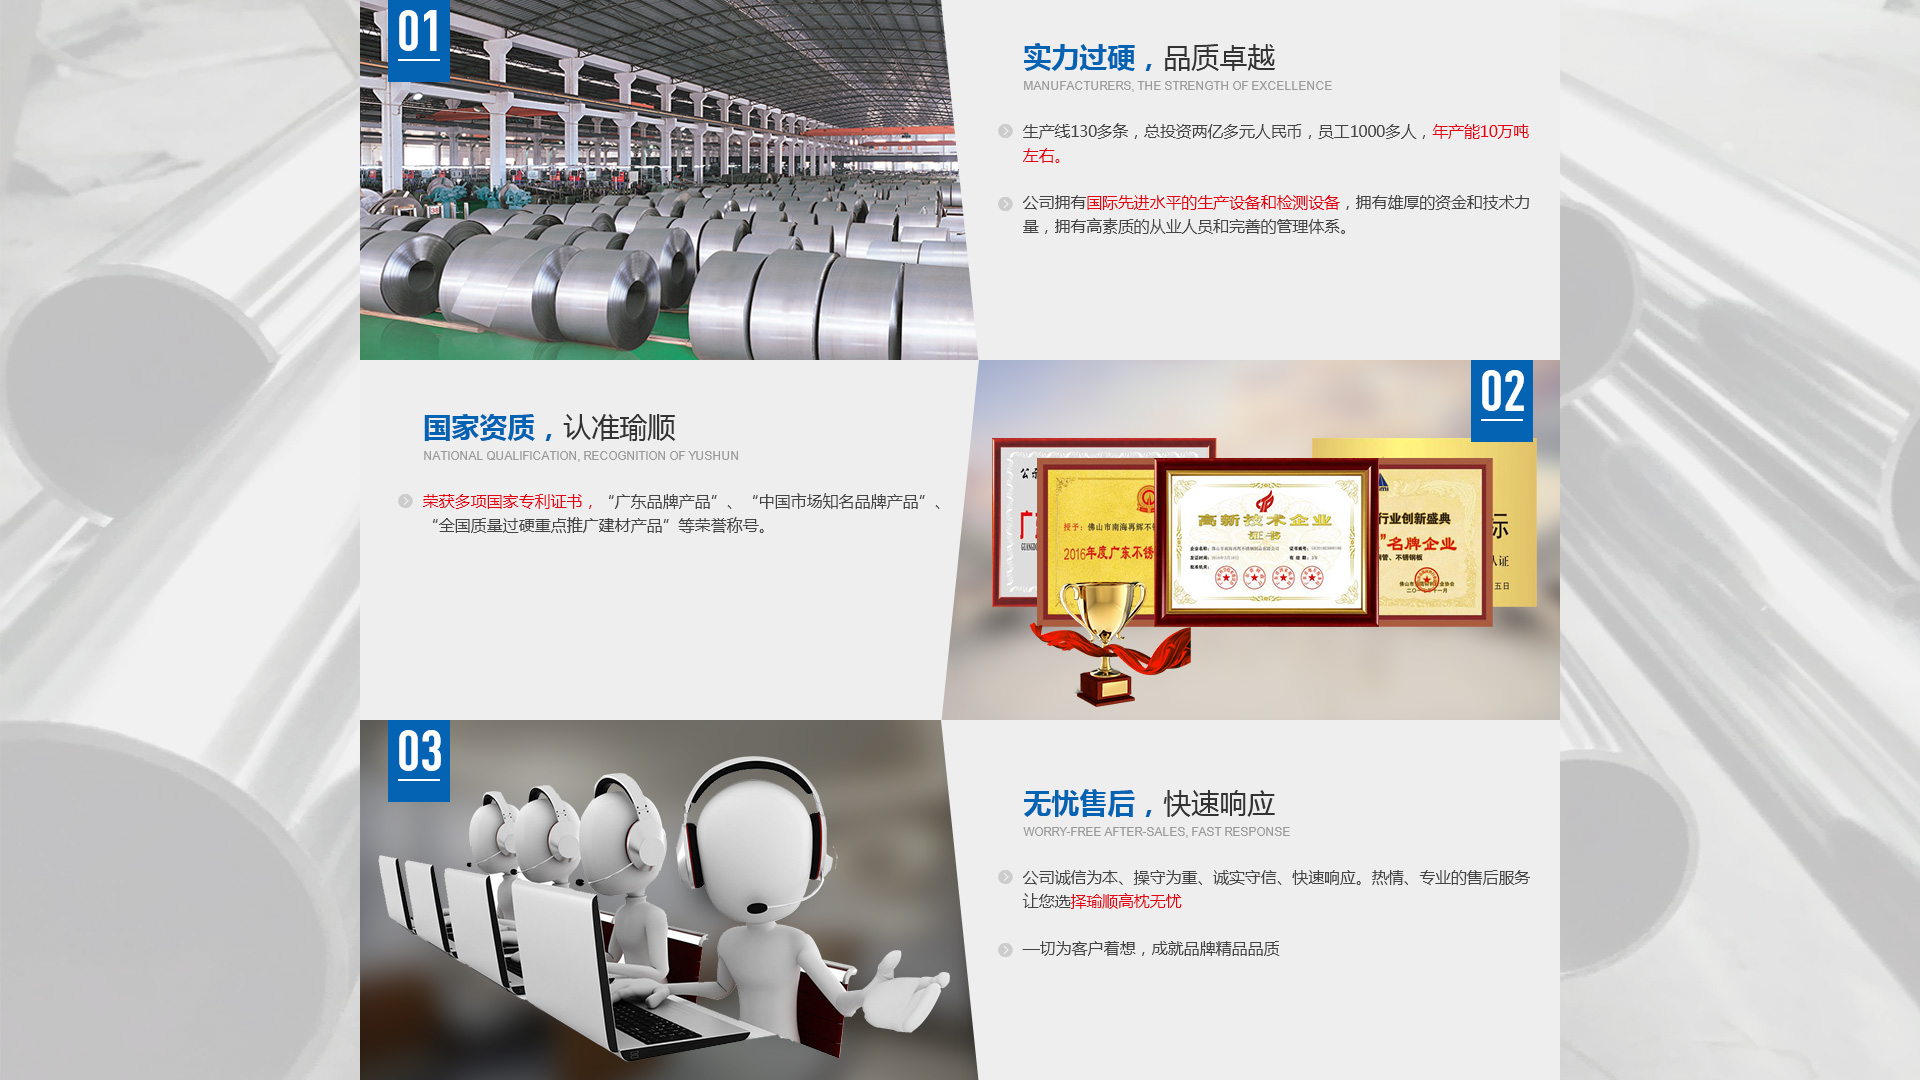 01
实力过硬，品质卓越
MANUFACTURERS, THE STRENGTH OF EXCELLENCE
生产线130多条，总投资两亿多元人民币，员工1000多人，年产能10万吨
左右。
公司拥有国际先进水平的生产设备和检测设备，拥有雄厚的资金和技术力
量，拥有高素质的从业人员和完善的管理体系。
02
国家资质，认准瑜顺
NATIONAL QUALIFICATION, RECOGNITION OF YUSHUN
荣获多项国家专利证书，“广东品牌产品”、“中国市场知名品牌产品”、
“全国质量过硬重点推广建材产品”等荣誉称号。
授予：佛山市南海再辉不
2016年度广东不锈
高新技术企业
证书
行业创新盛典
"名牌企业
03
无忧售后，快速响应
WORRY-FREE AFTER-SALES, FAST RESPONSE
公司诚信为本、操守为重、诚实守信、快速响应。热情、专业的售后服务
让您选择瑜顺高枕无忧
一切为客户着想，成就品牌精品品质